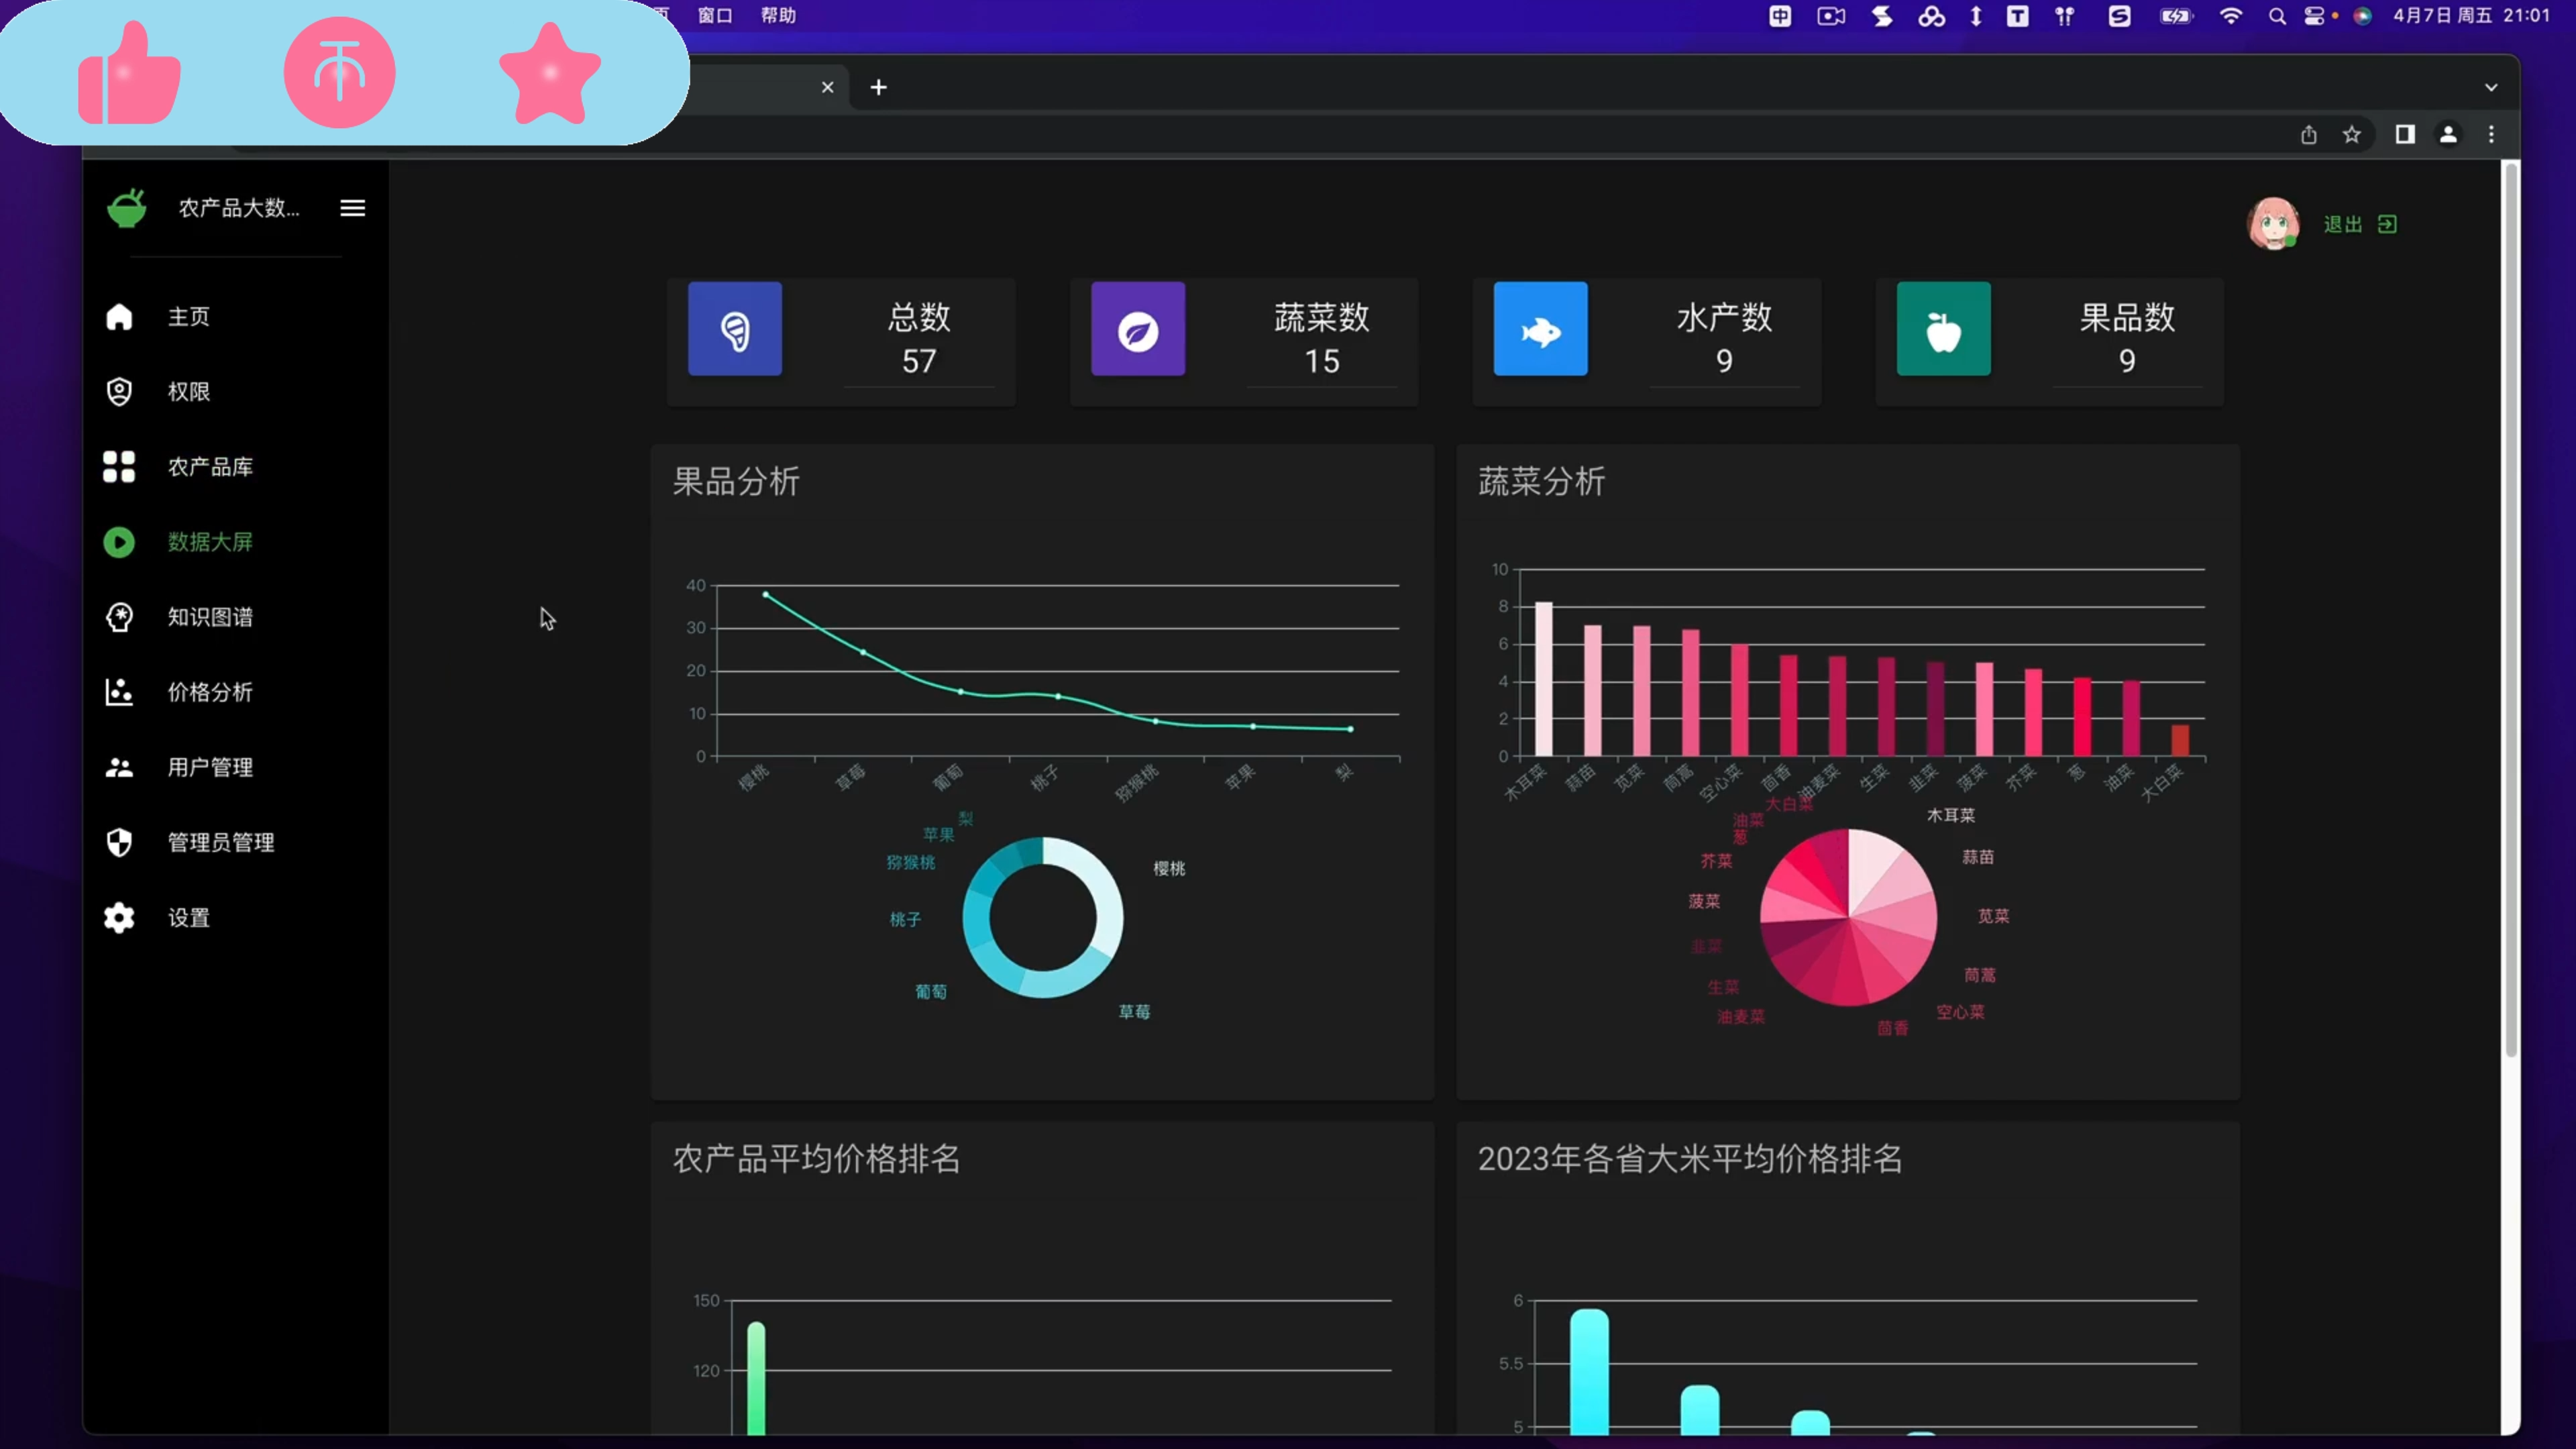 窗口 帮助
4月7日 周五 21:01
农产品大数...
退出
主页
权限
农产品库
数据大屏
知识图谱
价格分析
用户管理
管理员管理
设置
总数
57
蔬菜数
15
水产数
9
果品数
9
果品分析
40
30
20
10
0
樱桃 草莓 葡萄 桃子 猕猴桃 苹果 梨
梨
苹果
猕猴桃
樱桃
桃子
葡萄
草莓
蔬菜分析
10
8
6
4
2
0
木耳菜 蒜苗 苋菜 茼蒿 空心菜 茴香 油麦菜 生菜 韭菜 菠菜 芥菜 葱 油菜 大白菜
大白菜
油菜
葱
芥菜
菠菜
韭菜
生菜
油麦菜
木耳菜
蒜苗
苋菜
茼蒿
空心菜
茴香
农产品平均价格排名
150
120
2023年各省大米平均价格排名
6
5.5
5